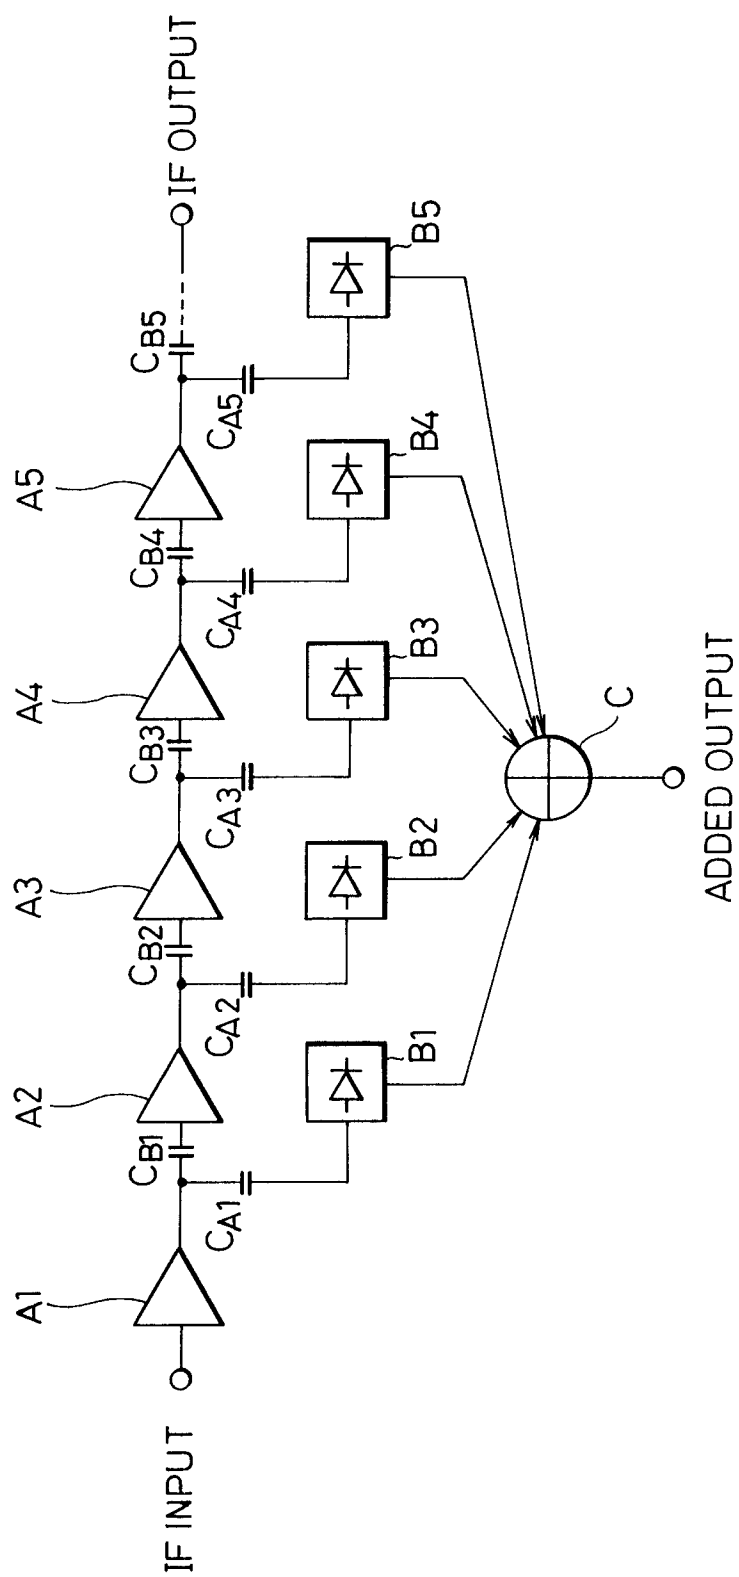 A1
A2
A3
A4
A5
IF INPUT
CB1
CB2
CB3
CB4
CB5
IF OUTPUT
CA1
CA2
CA3
CA4
CA5
B1
B2
B3
B4
B5
C
ADDED OUTPUT